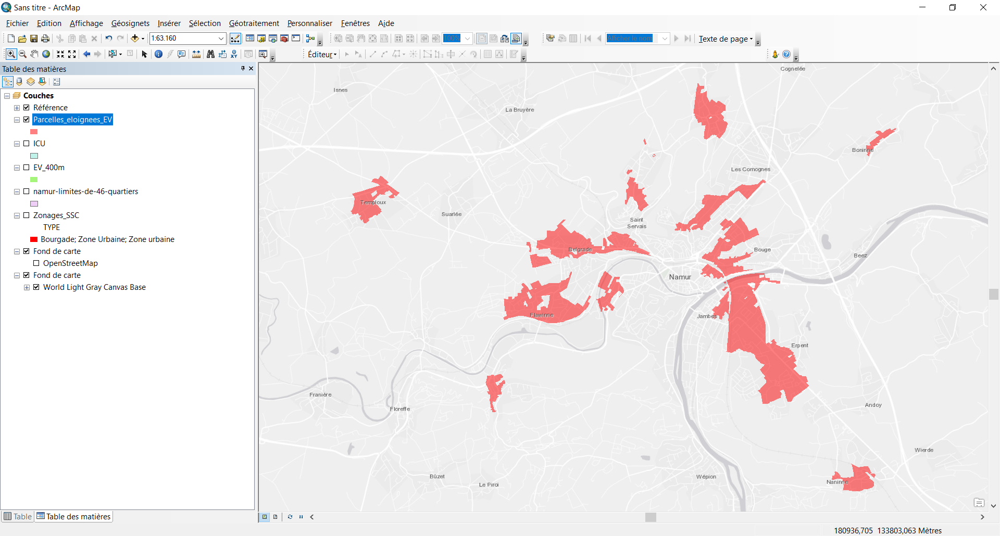 Sans titre - ArcMap
Fichier Edition Affichage Géosignets Insérer Sélection Géotraitement Personnaliser Fenêtres Aide
1:63.160
100%
Afficher le nom
Texte de page
Éditeur
Table des matières
Couches
Référence
Parcelles_eloignees_EV
ICU
EV_400m
namur-limites-de-46-quartiers
Zonages_SSC
TYPE
Bourgade; Zone Urbaine; Zone urbaine
Fond de carte
OpenStreetMap
Fond de carte
World Light Gray Canvas Base
Table
Table des matières
Cognelée
Isnes
La Bruyère
Boninne
Les Comognes
Temploux
Suarlée
Saint
Servais
Belgrade
Bouge
Beez
Namur
Flawinne
Jambes
Erpent
Franière
Floreffe
Andoy
Wierde
Bûzet
Le Piroi
Wépion
Naninne
180936,705 133803,063 Mètres